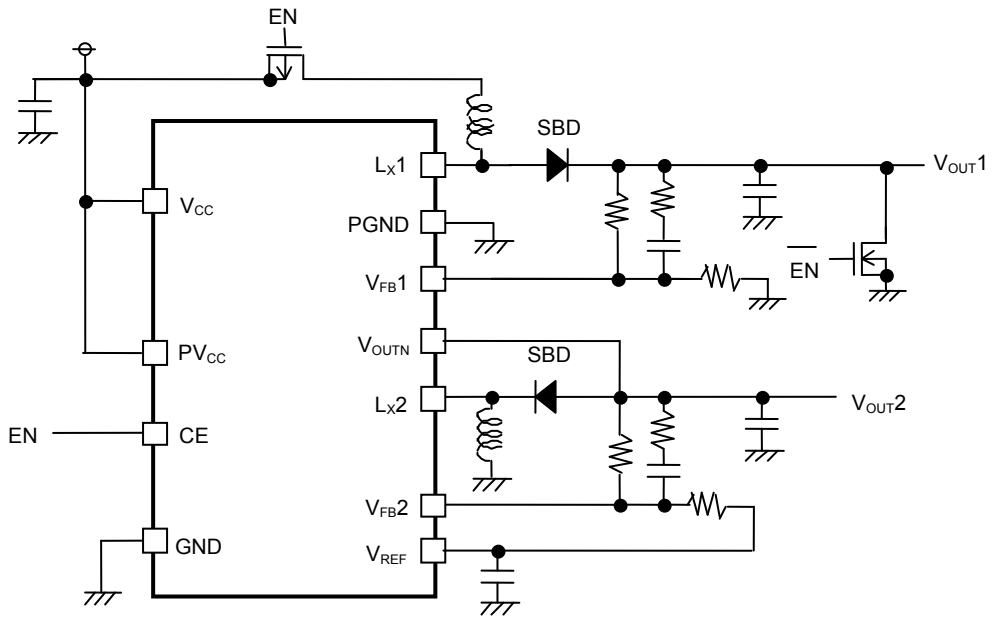 EN
SBD
LX1
VOUT1
VCC
PGND
EN
VFB1
VOUTN
SBD
PVCC
LX2
VOUT2
EN
CE
VFB2
GND
VREF